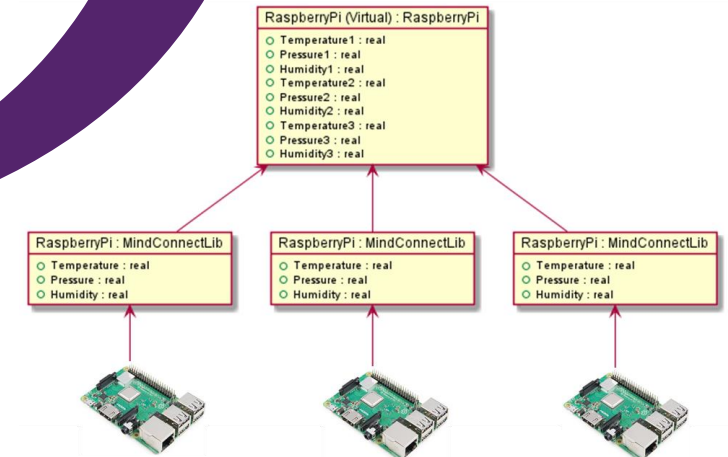 RaspberryPi (Virtual) : RaspberryPi
Temperature1 : real
Pressure1 : real
Humidity1 : real
Temperature2 : real
Pressure2 : real
Humidity2 : real
Temperature3 : real
Pressure3 : real
Humidity3 : real
RaspberryPi : MindConnectLib
Temperature : real
Pressure : real
Humidity : real
RaspberryPi : MindConnectLib
Temperature : real
Pressure : real
Humidity : real
RaspberryPi : MindConnectLib
Temperature : real
Pressure : real
Humidity : real